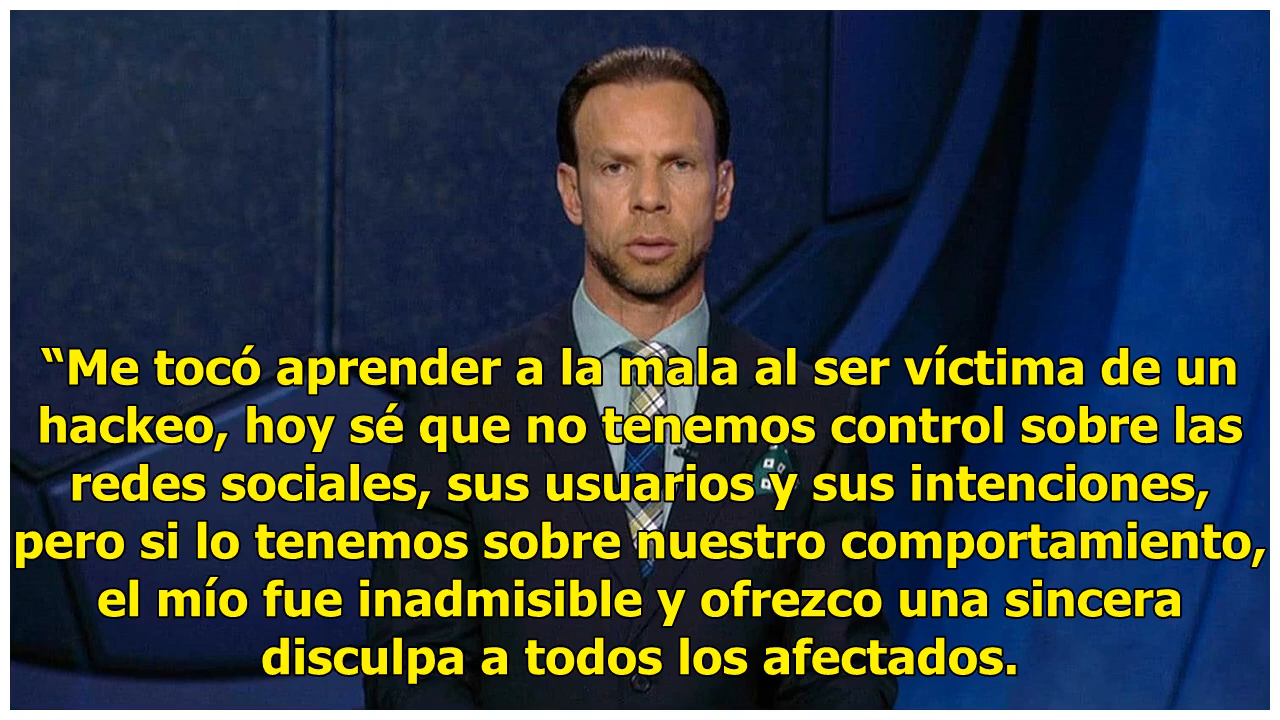 “Me tocó aprender a la mala al ser víctima de un
hackeo, hoy sé que no tenemos control sobre las
redes sociales, sus usuarios y sus intenciones,
pero si lo tenemos sobre nuestro comportamiento,
el mío fue inadmisible y ofrezco una sincera
disculpa a todos los afectados.